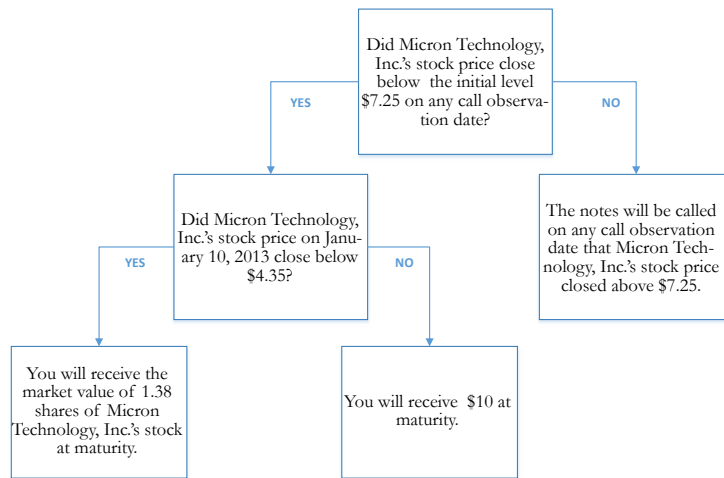 Did Micron Technology,
Inc.'s stock price close
below the initial level
$7.25 on any call observa-
tion date?
YES
NO
Did Micron Technology,
Inc.'s stock price on Janu-
ary 10, 2013 close below
$4.35?
The notes will be called
on any call observation
date that Micron Tech-
nology, Inc.'s stock price
closed above $7.25.
YES
NO
You will receive the
market value of 1.38
shares of Micron
Technology, Inc.'s stock
at maturity.
You will receive $10 at
maturity.